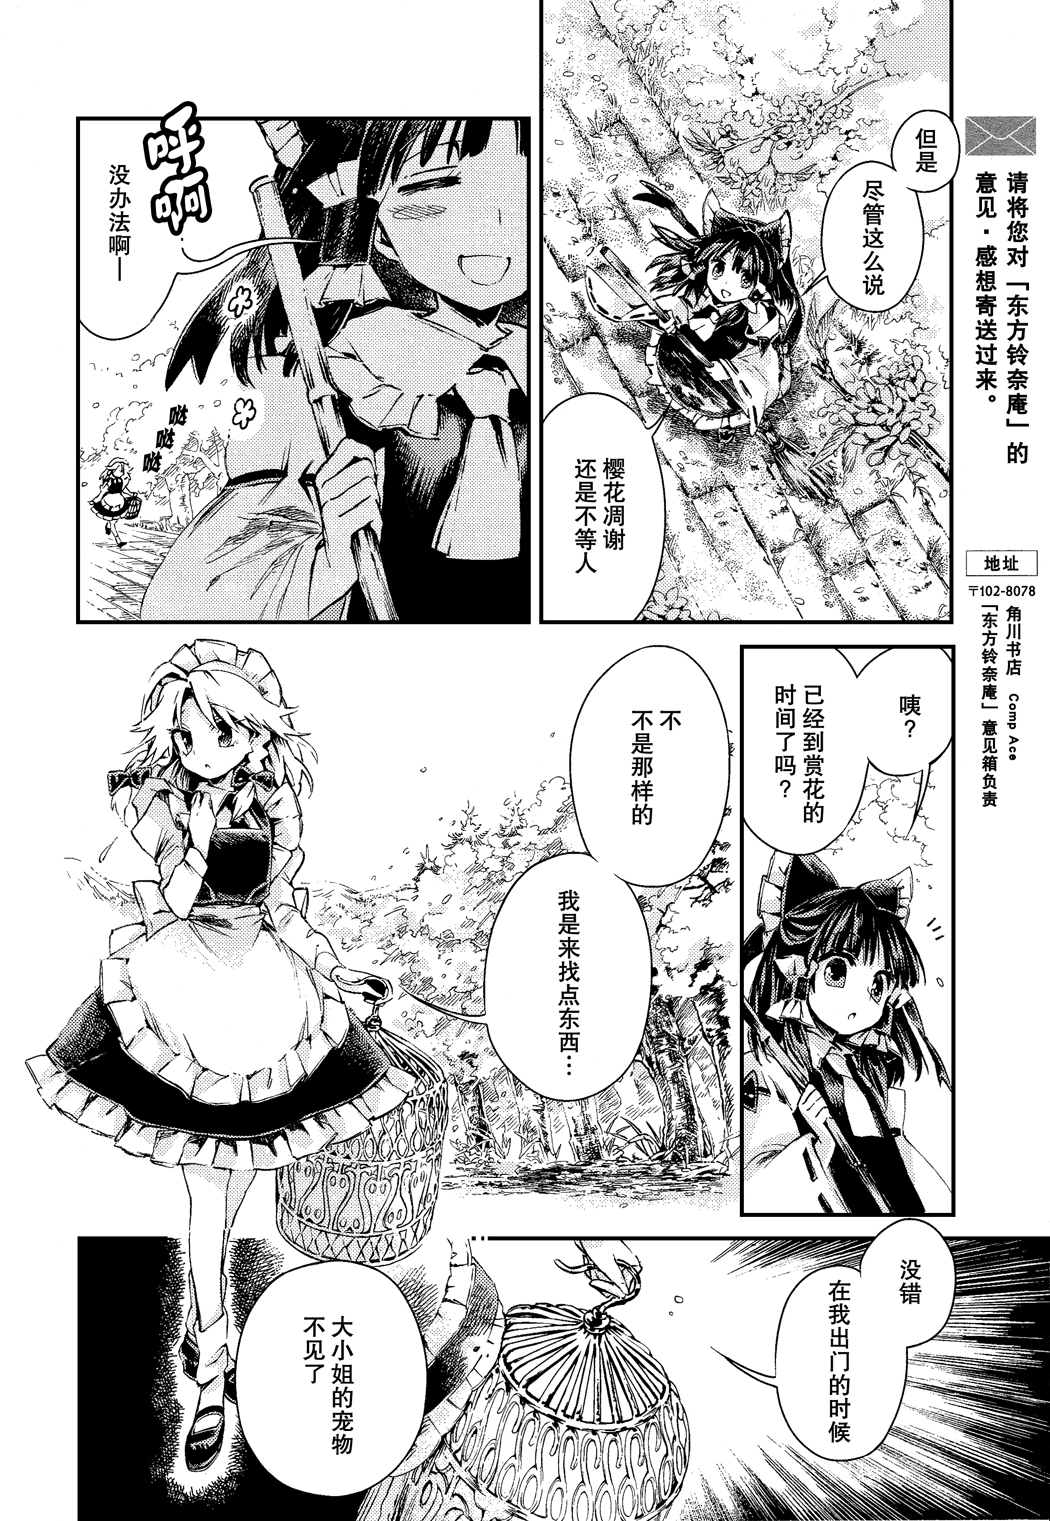 请将您对「东方铃奈庵」的
意见·感想寄送过来。
地址
〒102-8078
角川书店 Comp Ace
「东方铃奈庵」意见箱负责
但是
尽管这么说
樱花凋谢
还是不等人
呼
啊
没办法啊—
哒
哒
哒
咦?
已经到赏花的
时间了吗?
不
不是那样的
我是来找点东西…
没错
在我出门的时候
大小姐的宠物
不见了